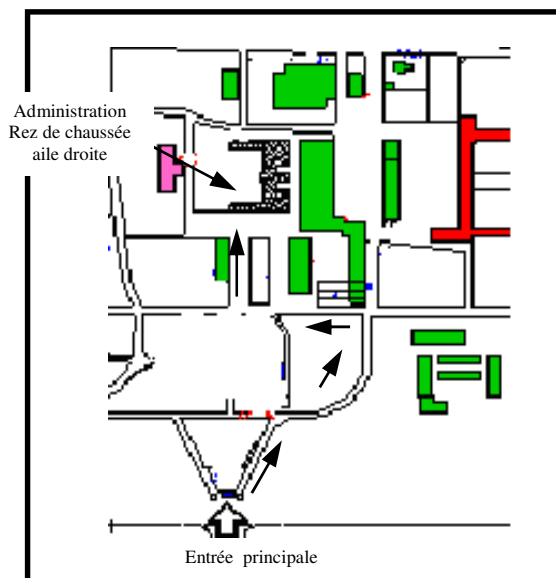 Administration
Rez de chaussée
aile droite
Entrée principale